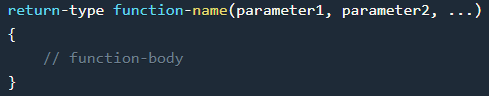 return-type function-name(parameter1, parameter2, ...)
{
    // function-body
}